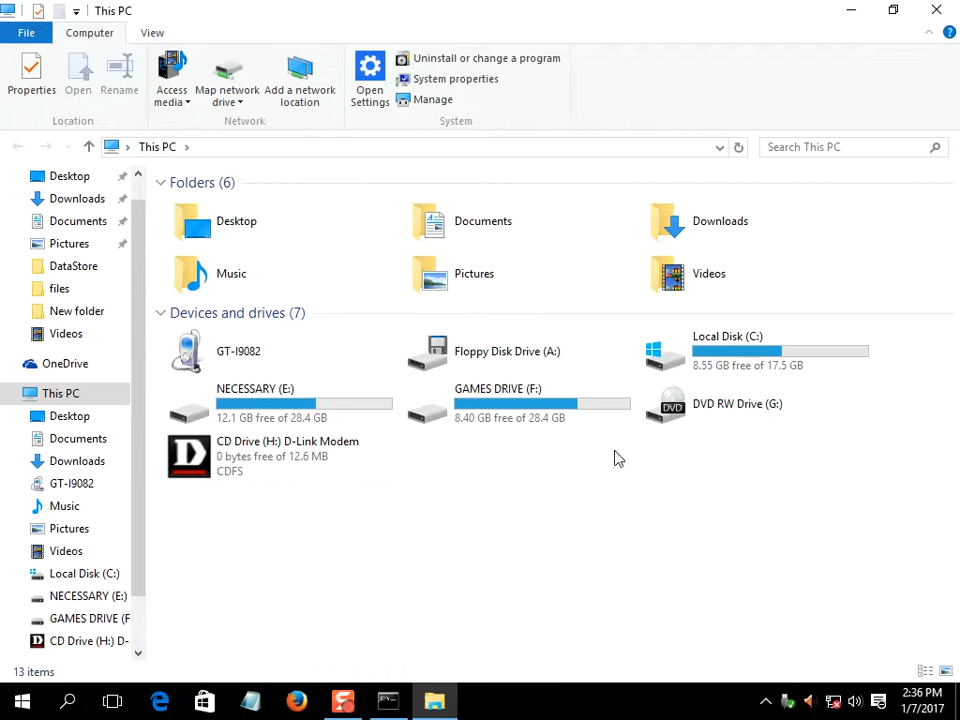 This PC
File
Computer
View
Properties
Open
Rename
Access media
Map network drive
Add a network location
Open Settings
Uninstall or change a program
System properties
Manage
Location
Network
System
This PC
Search This PC
Desktop
Downloads
Documents
Pictures
DataStore
files
New folder
Videos
OneDrive
This PC
Desktop
Documents
Downloads
GT-I9082
Music
Pictures
Videos
Local Disk (C:)
NECESSARY (E:)
GAMES DRIVE (F
CD Drive (H:) D-
Folders (6)
Desktop
Documents
Downloads
Music
Pictures
Videos
Devices and drives (7)
GT-I9082
Floppy Disk Drive (A:)
Local Disk (C:)
8.55 GB free of 17.5 GB
NECESSARY (E:)
12.1 GB free of 28.4 GB
GAMES DRIVE (F:)
8.40 GB free of 28.4 GB
DVD
DVD RW Drive (G:)
D
CD Drive (H:) D-Link Modem
0 bytes free of 12.6 MB
CDFS
13 items
2:36 PM
1/7/2017